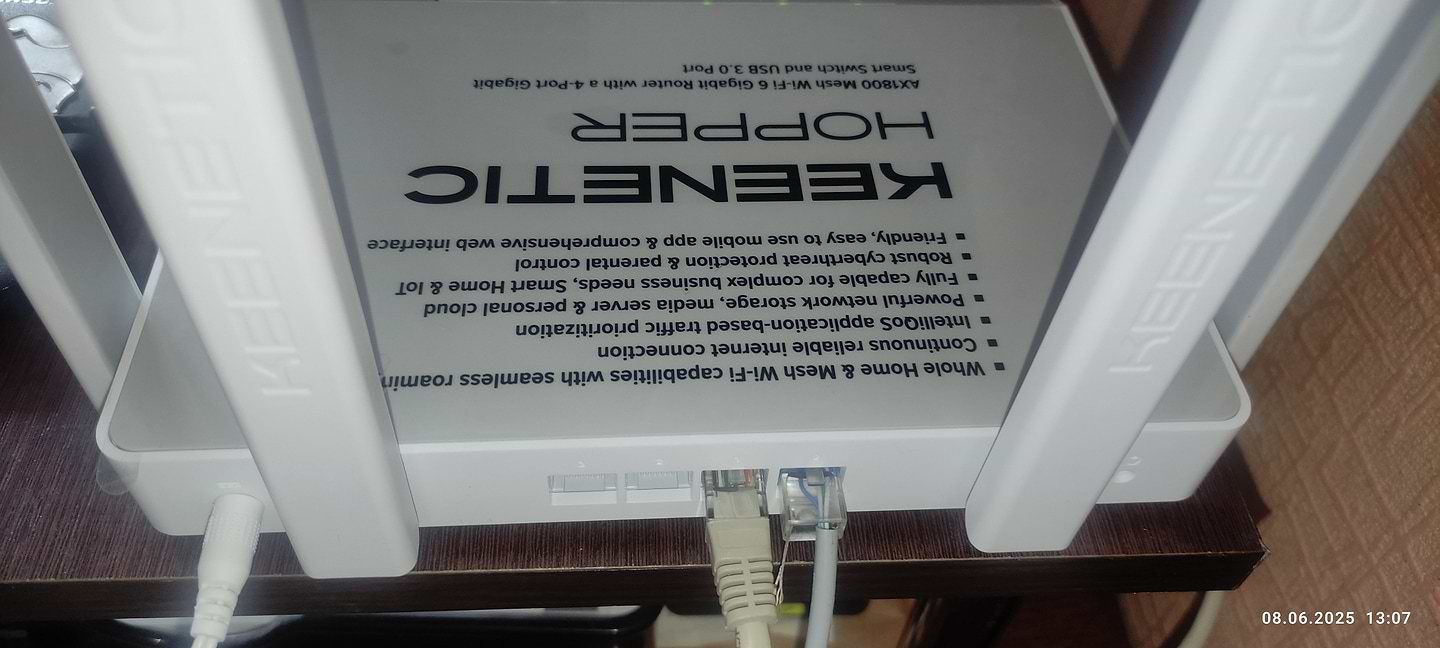 KEENETIC
KEENETIC
AX1800 Mesh Wi-Fi 6 Gigabit Router with a 4-Port Gigabit
Smart Switch and USB 3.0 Port
HOPPER
KEENETIC
▪ Friendly, easy to use mobile app & comprehensive web interface
▪ Robust cyberthreat protection & parental control
▪ Fully capable for complex business needs, Smart Home & IoT
▪ Powerful network storage, media server & personal cloud
▪ IntelliQoS application-based traffic prioritization
▪ Continuous reliable internet connection
▪ Whole Home & Mesh Wi-Fi capabilities with seamless roamin
08.06.2025 13:07